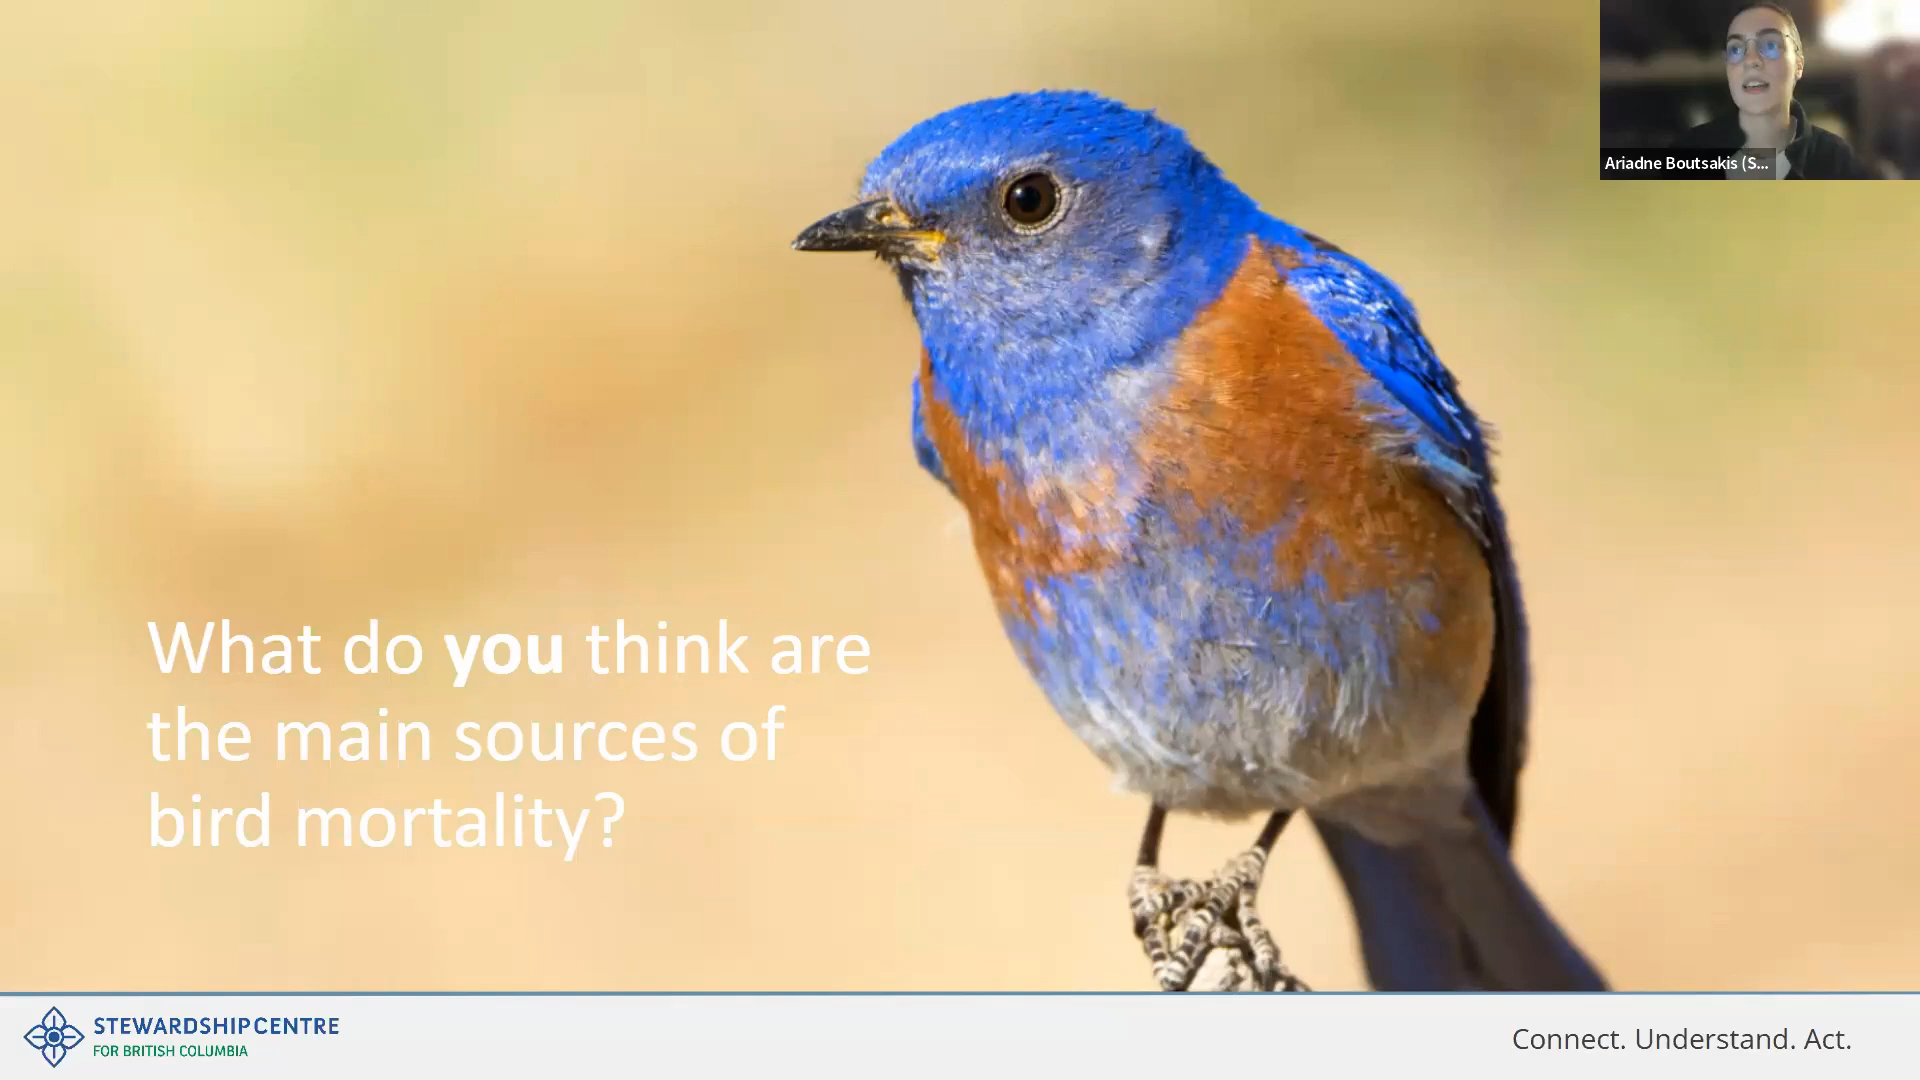 Ariadne Boutsakis (S...
What do you think are
the main sources of
bird mortality?
STEWARDSHIP CENTRE
FOR BRITISH COLUMBIA
Connect. Understand. Act.